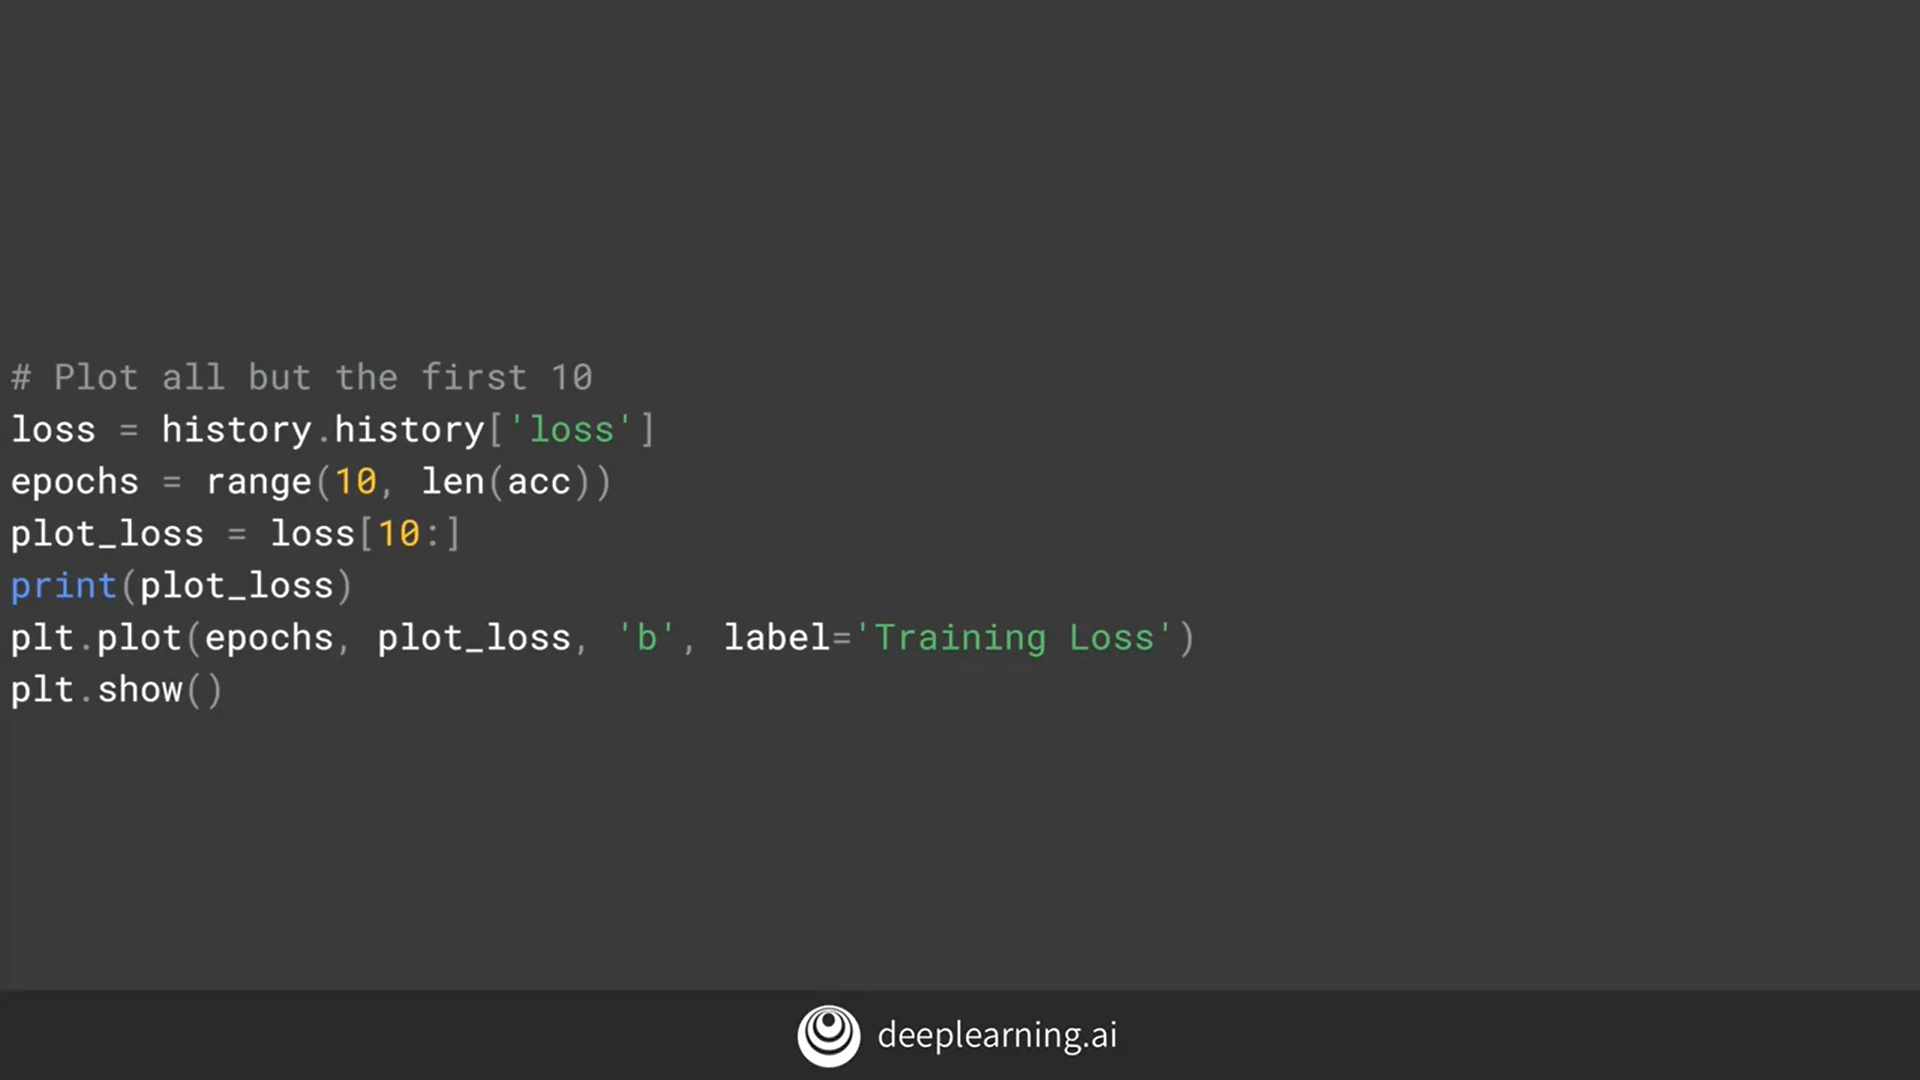 # Plot all but the first 10
loss = history.history['loss']
epochs = range(10, len(acc))
plot_loss = loss[10:]
print(plot_loss)
plt.plot(epochs, plot_loss, 'b', label='Training Loss')
plt.show()
deeplearning.ai